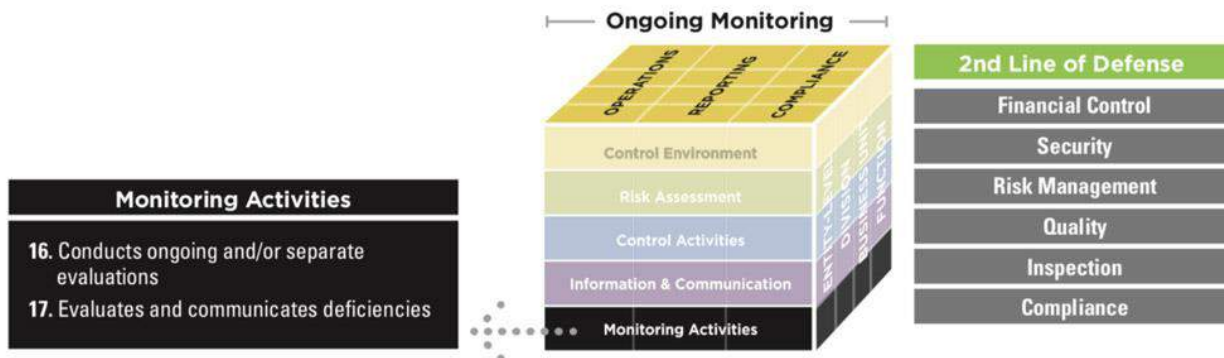 Ongoing Monitoring
OPERATIONS
REPORTING
COMPLIANCE
Control Environment
Risk Assessment
Control Activities
Information & Communication
Monitoring Activities
ENTITY-LEVEL
DIVISION
BUSINESS UNIT
FUNCTION
2nd Line of Defense
Financial Control
Security
Risk Management
Quality
Inspection
Compliance
Monitoring Activities
16. Conducts ongoing and/or separate
evaluations
17. Evaluates and communicates deficiencies